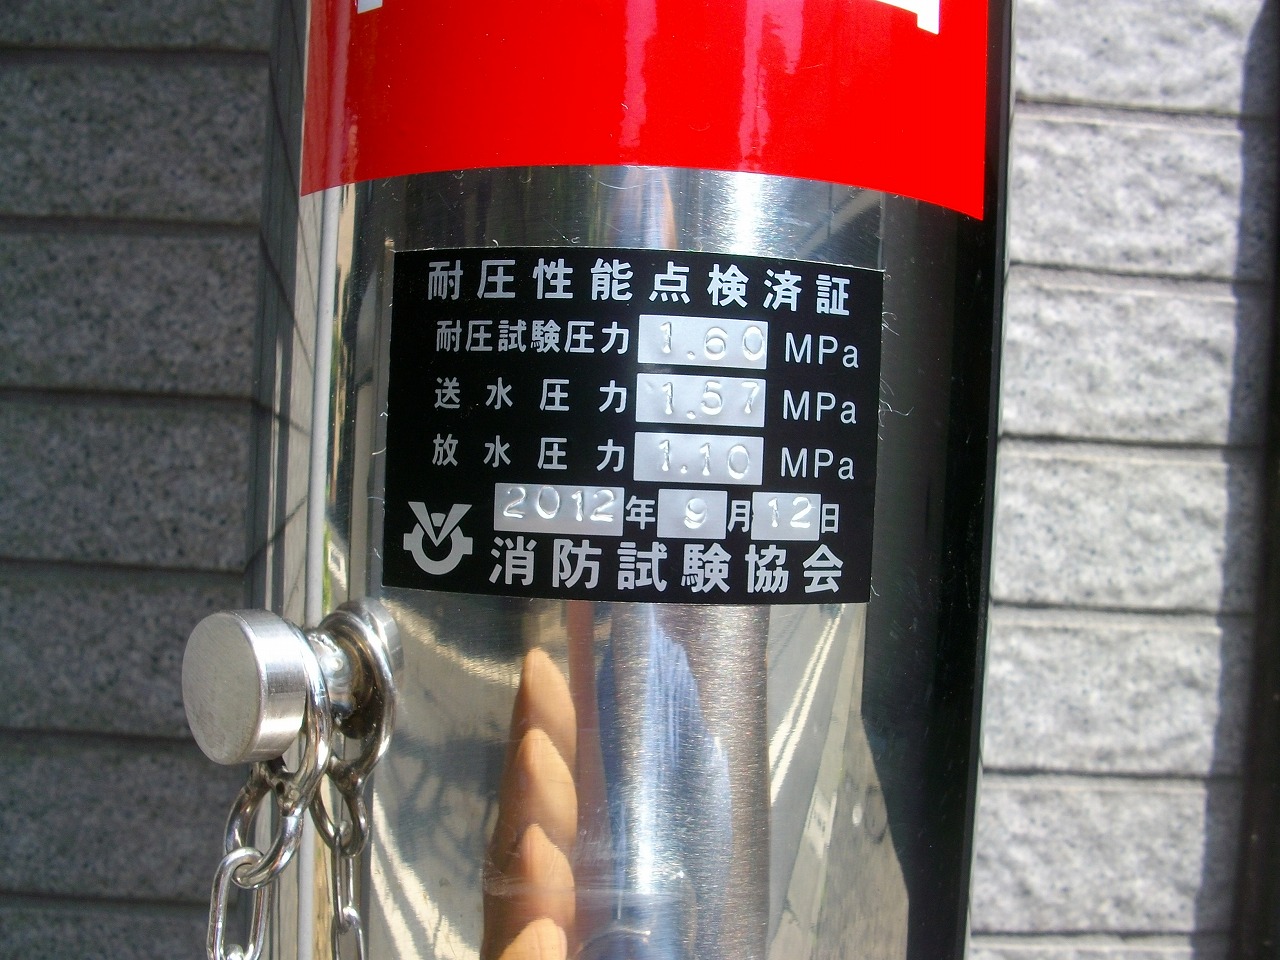 耐圧性能点検済証
耐圧試験圧力 1.60 MPa
送水圧力 1.57 MPa
放水圧力 1.10 MPa
2012年9月12日
消防試験協会